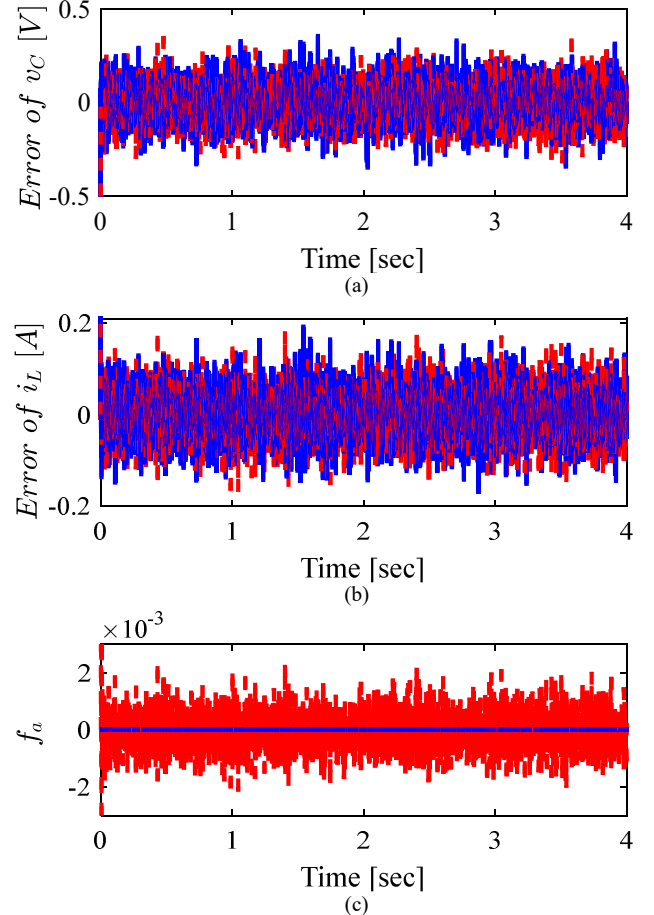 Error of v_C [V]
0.5
0
-0.5
0 1 2 3 4
Time [sec]
(a)
Error of i_L [A]
0.2
0
-0.2
0 1 2 3 4
Time [sec]
(b)
×10⁻³
f_a
2
0
-2
0 1 2 3 4
Time [sec]
(c)